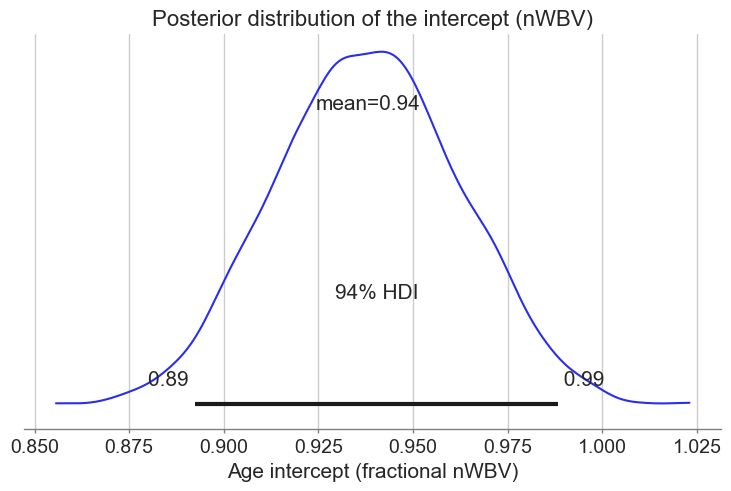 Posterior distribution of the intercept (nWBV)
mean=0.94
94% HDI
0.89 0.99
0.850 0.875 0.900 0.925 0.950 0.975 1.000 1.025
Age intercept (fractional nWBV)